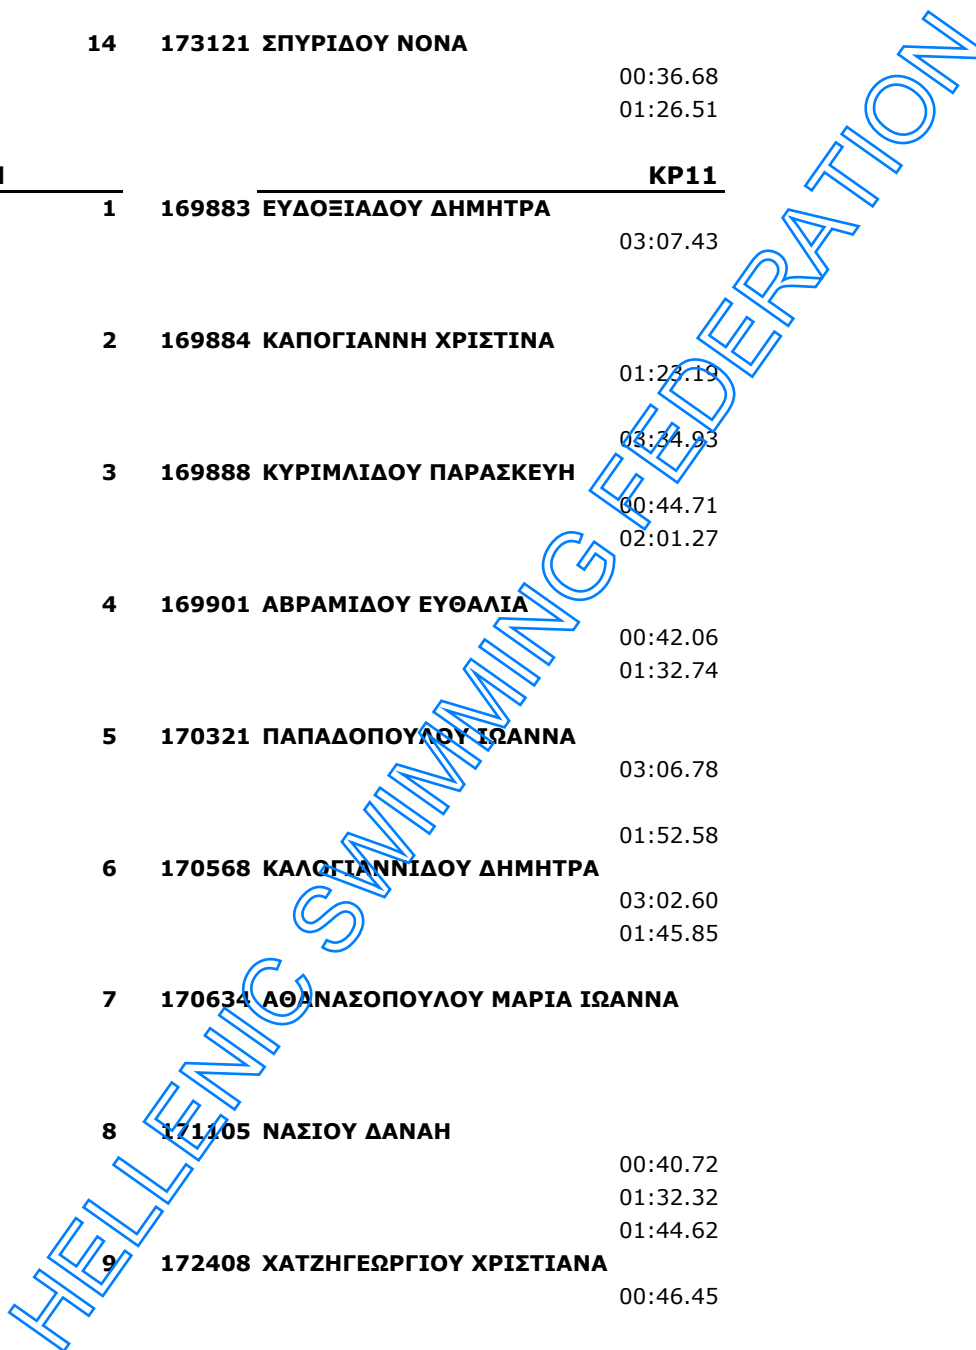 14 173121 ΣΠΥΡΙΔΟΥ ΝΟΝΑ
00:36.68
01:26.51
ΚΡ11
1 169883 ΕΥΔΟΞΙΑΔΟΥ ΔΗΜΗΤΡΑ
03:07.43
2 169884 ΚΑΠΟΓΙΑΝΝΗ ΧΡΙΣΤΙΝΑ
01:23.19
03:34.93
3 169888 ΚΥΡΙΜΛΙΔΟΥ ΠΑΡΑΣΚΕΥΗ
00:44.71
02:01.27
4 169901 ΑΒΡΑΜΙΔΟΥ ΕΥΘΑΛΙΑ
00:42.06
01:32.74
5 170321 ΠΑΠΑΔΟΠΟΥΛΟΥ ΙΩΑΝΝΑ
03:06.78
01:52.58
6 170568 ΚΑΛΟΓΙΑΝΝΙΔΟΥ ΔΗΜΗΤΡΑ
03:02.60
01:45.85
7 170634 ΑΘΑΝΑΣΟΠΟΥΛΟΥ ΜΑΡΙΑ ΙΩΑΝΝΑ
8 171105 ΝΑΣΙΟΥ ΔΑΝΑΗ
00:40.72
01:32.32
01:44.62
9 172408 ΧΑΤΖΗΓΕΩΡΓΙΟΥ ΧΡΙΣΤΙΑΝΑ
00:46.45
HELLENIC SWIMMING FEDERATION